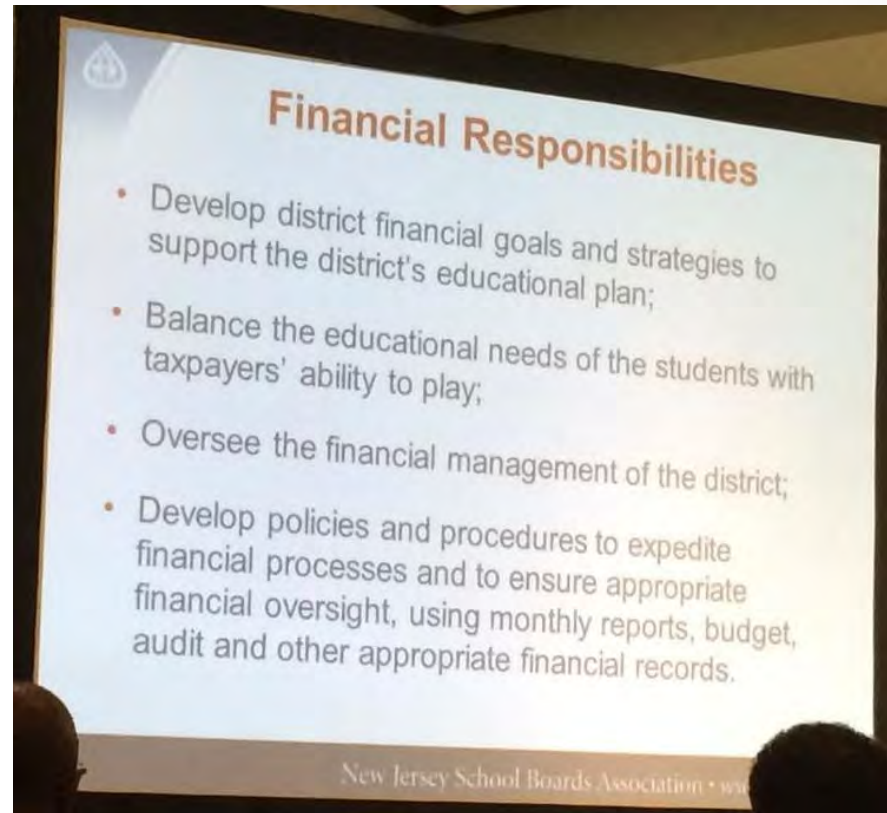 Financial Responsibilities
• Develop district financial goals and strategies to
support the district's educational plan;
• Balance the educational needs of the students with
taxpayers' ability to play;
• Oversee the financial management of the district;
• Develop policies and procedures to expedite
financial processes and to ensure appropriate
financial oversight, using monthly reports, budget,
audit and other appropriate financial records.
New Jersey School Boards Association •